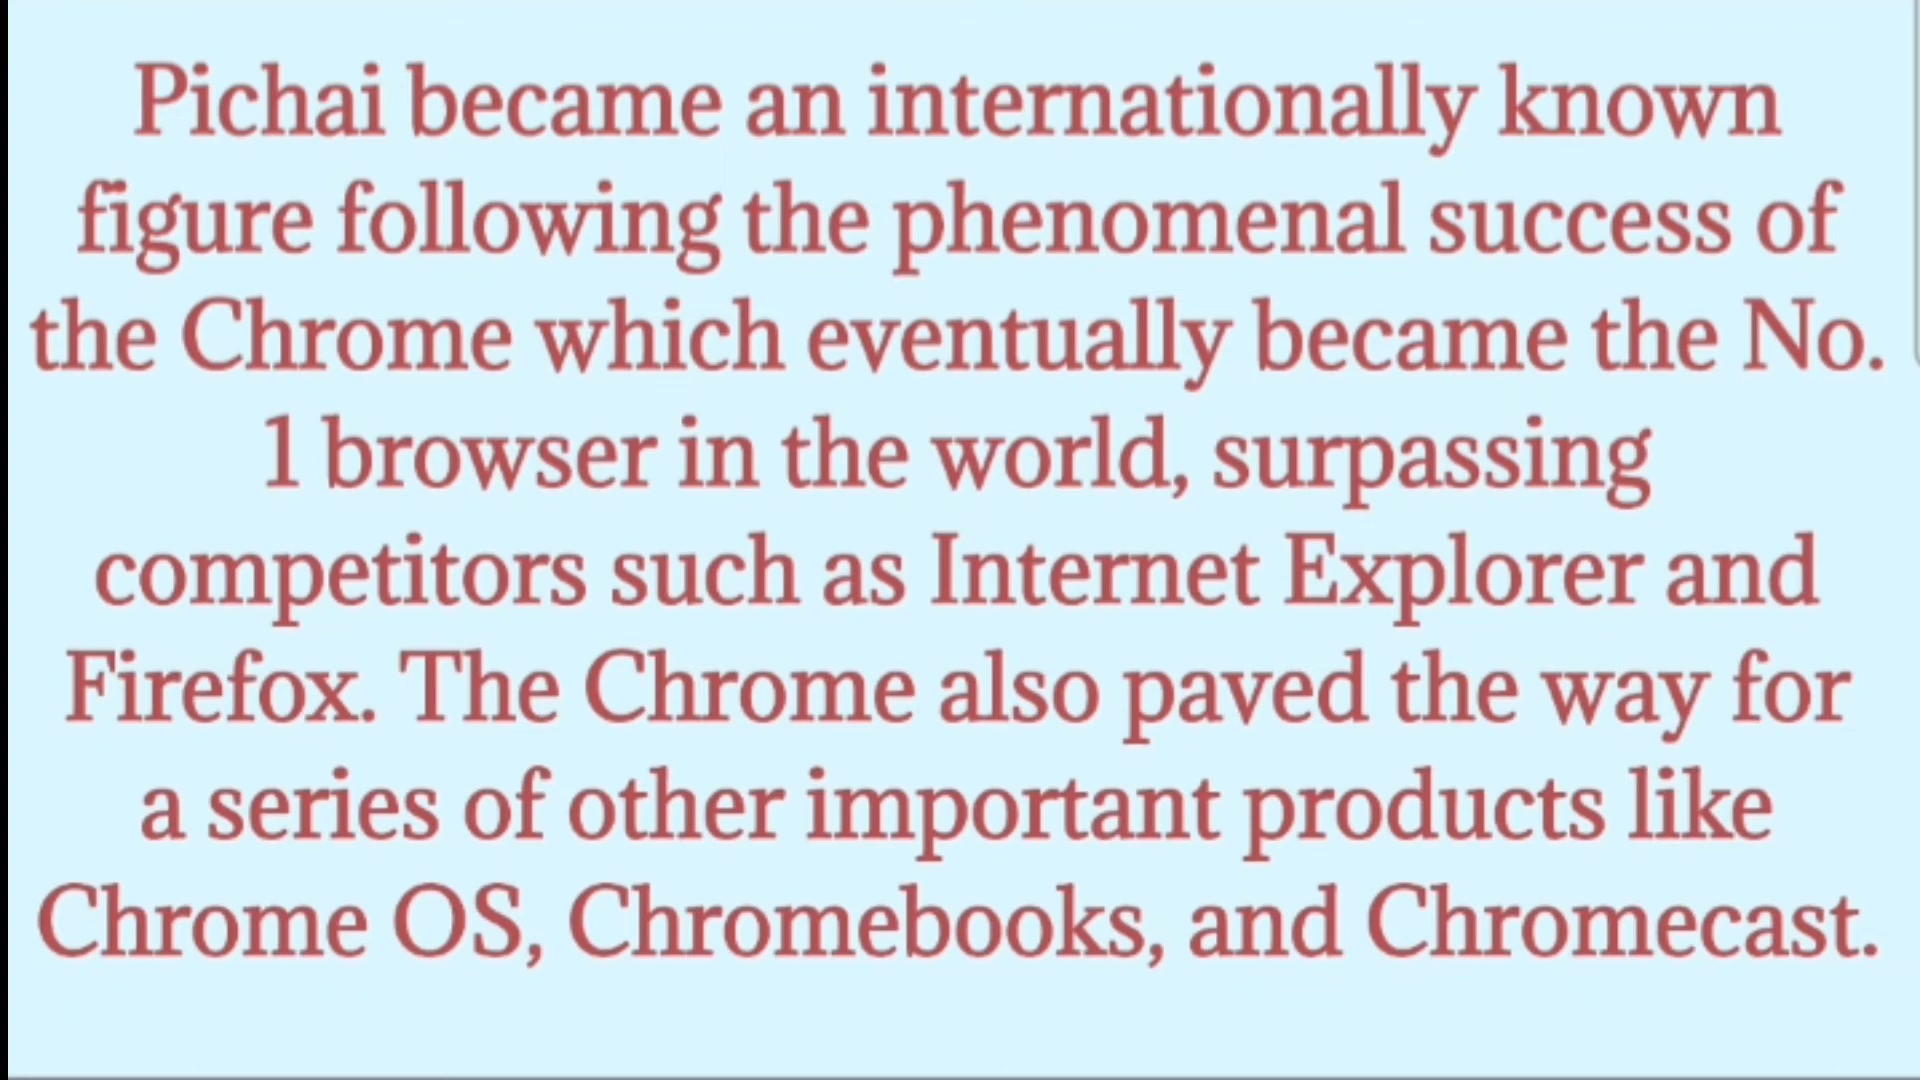 Pichai became an internationally known
figure following the phenomenal success of
the Chrome which eventually became the No.
1 browser in the world, surpassing
competitors such as Internet Explorer and
Firefox. The Chrome also paved the way for
a series of other important products like
Chrome OS, Chromebooks, and Chromecast.